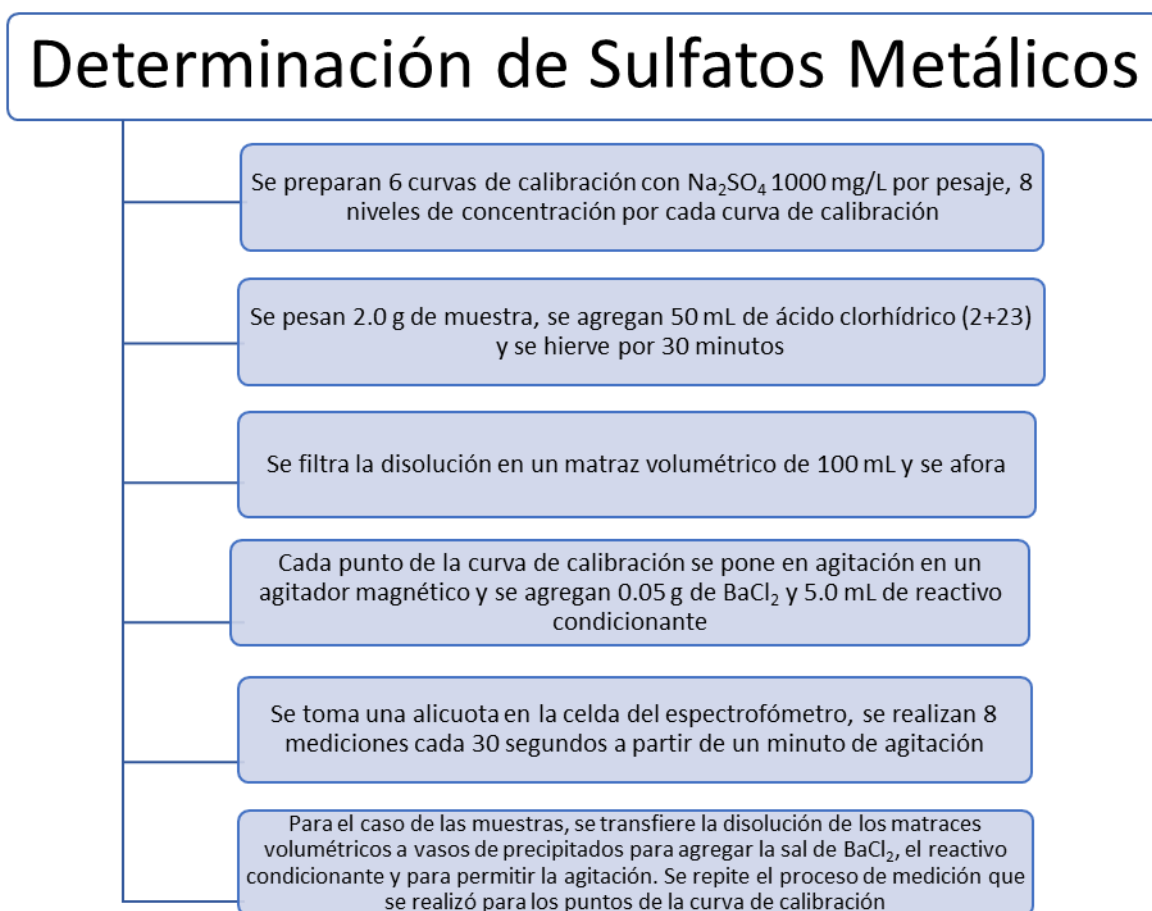 Determinación de Sulfatos Metálicos
Se preparan 6 curvas de calibración con Na₂SO₄ 1000 mg/L por pesaje, 8
niveles de concentración por cada curva de calibración
Se pesan 2.0 g de muestra, se agregan 50 mL de ácido clorhídrico (2+23)
y se hierve por 30 minutos
Se filtra la disolución en un matraz volumétrico de 100 mL y se afora
Cada punto de la curva de calibración se pone en agitación en un
agitador magnético y se agregan 0.05 g de BaCl₂ y 5.0 mL de reactivo
condicionante
Se toma una alicuota en la celda del espectrofómetro, se realizan 8
mediciones cada 30 segundos a partir de un minuto de agitación
Para el caso de las muestras, se transfiere la disolución de los matraces
volumétricos a vasos de precipitados para agregar la sal de BaCl₂, el reactivo
condicionante y para permitir la agitación. Se repite el proceso de medición que
se realizó para los puntos de la curva de calibración